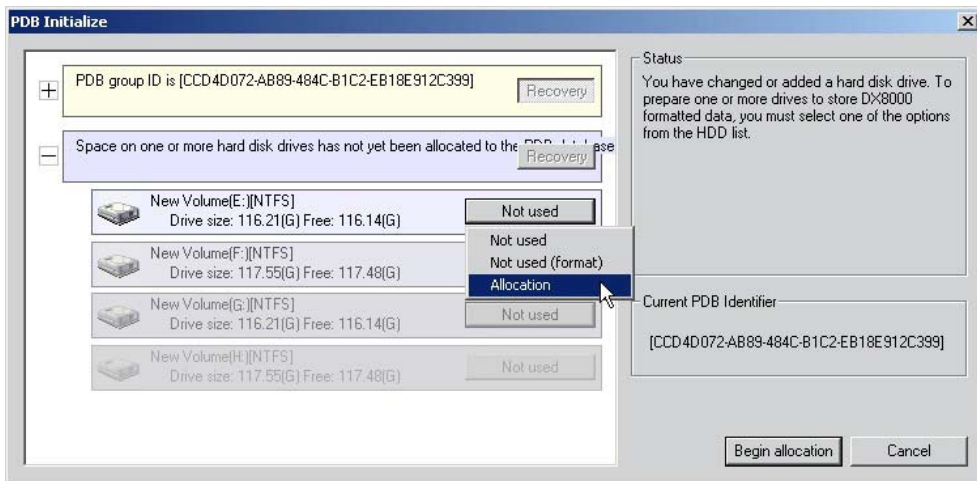 PDB Initialize
PDB group ID is [CCD4D072-AB89-484C-B1C2-EB18E912C399]
Recovery
Space on one or more hard disk drives has not yet been allocated to the
Recovery
New Volume(E:)[NTFS]
Drive size: 116.21(G) Free: 116.14(G)
Not used
Not used
Not used (format)
Allocation
New Volume(F:)[NTFS]
Drive size: 117.55(G) Free: 117.48(G)
New Volume(G:)[NTFS]
Drive size: 116.21(G) Free: 116.14(G)
Not used
New Volume(H:)[NTFS]
Drive size: 117.55(G) Free: 117.48(G)
Not used
Status
You have changed or added a hard disk drive. To
prepare one or more drives to store DX8000
formatted data, you must select one of the options
from the HDD list.
Current PDB Identifier
[CCD4D072-AB89-484C-B1C2-EB18E912C399]
Begin allocation
Cancel